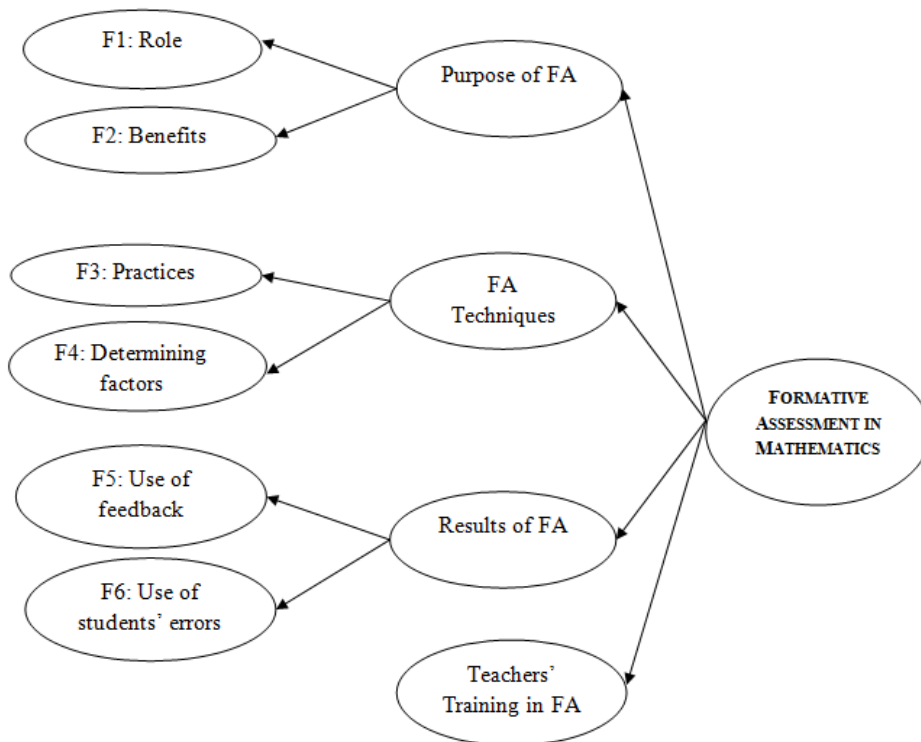 F1: Role
Purpose of FA
F2: Benefits
F3: Practices
FA
Techniques
F4: Determining
factors
FORMATIVE
ASSESSMENT IN
MATHEMATICS
F5: Use of
feedback
Results of FA
F6: Use of
students’ errors
Teachers’
Training in FA